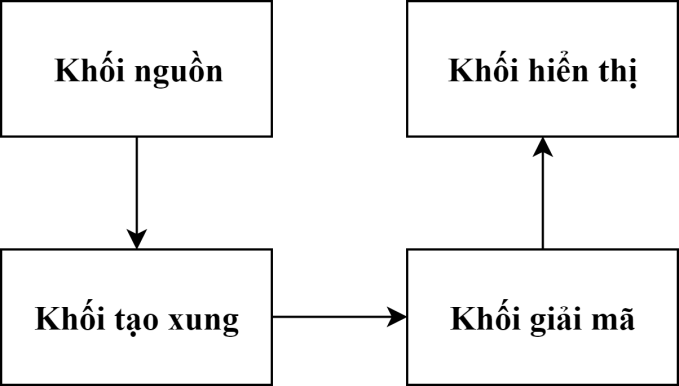 Khối nguồn
Khối hiển thị
Khối tạo xung
Khối giải mã